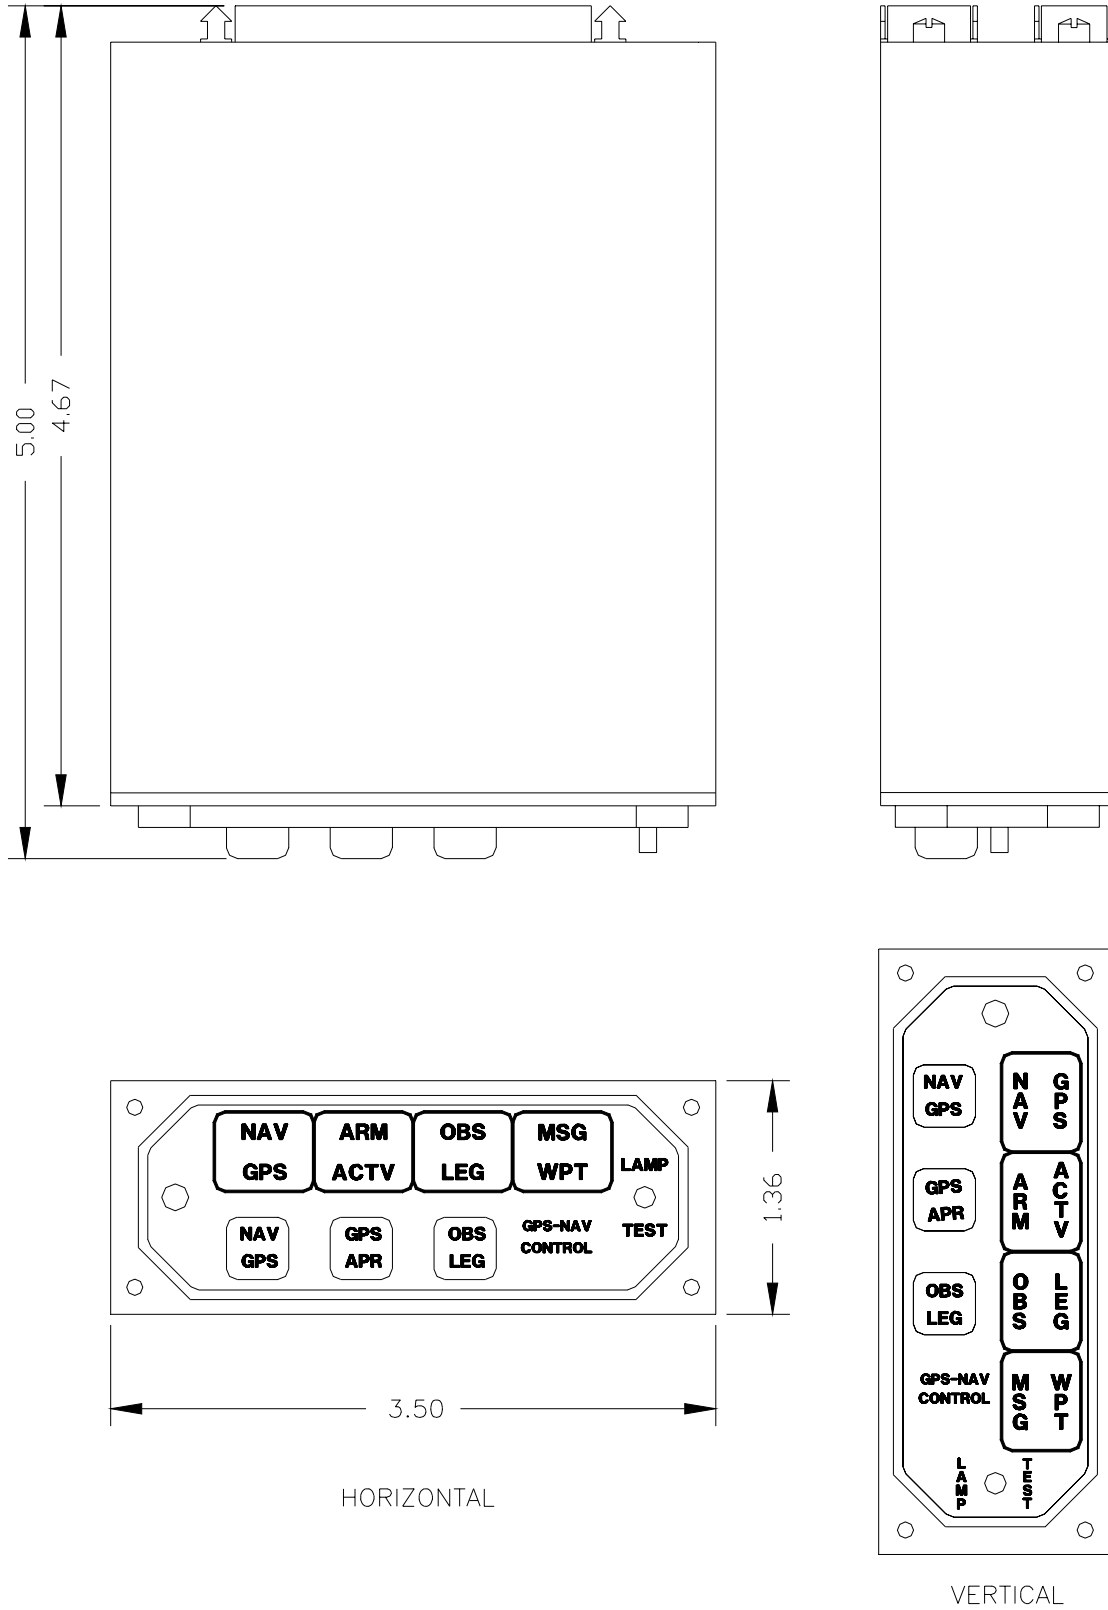 5.00
4.67
NAV
GPS
ARM
ACTV
OBS
LEG
MSG
WPT
LAMP
TEST
NAV
GPS
GPS
APR
OBS
LEG
GPS-NAV
CONTROL
1.36
3.50
HORIZONTAL
NAV
GPS
NAV
GPS
GPS
APR
ARM
ACTV
OBS
LEG
OBS
LEG
GPS-NAV
CONTROL
MSG
WPT
LAMP
TEST
VERTICAL